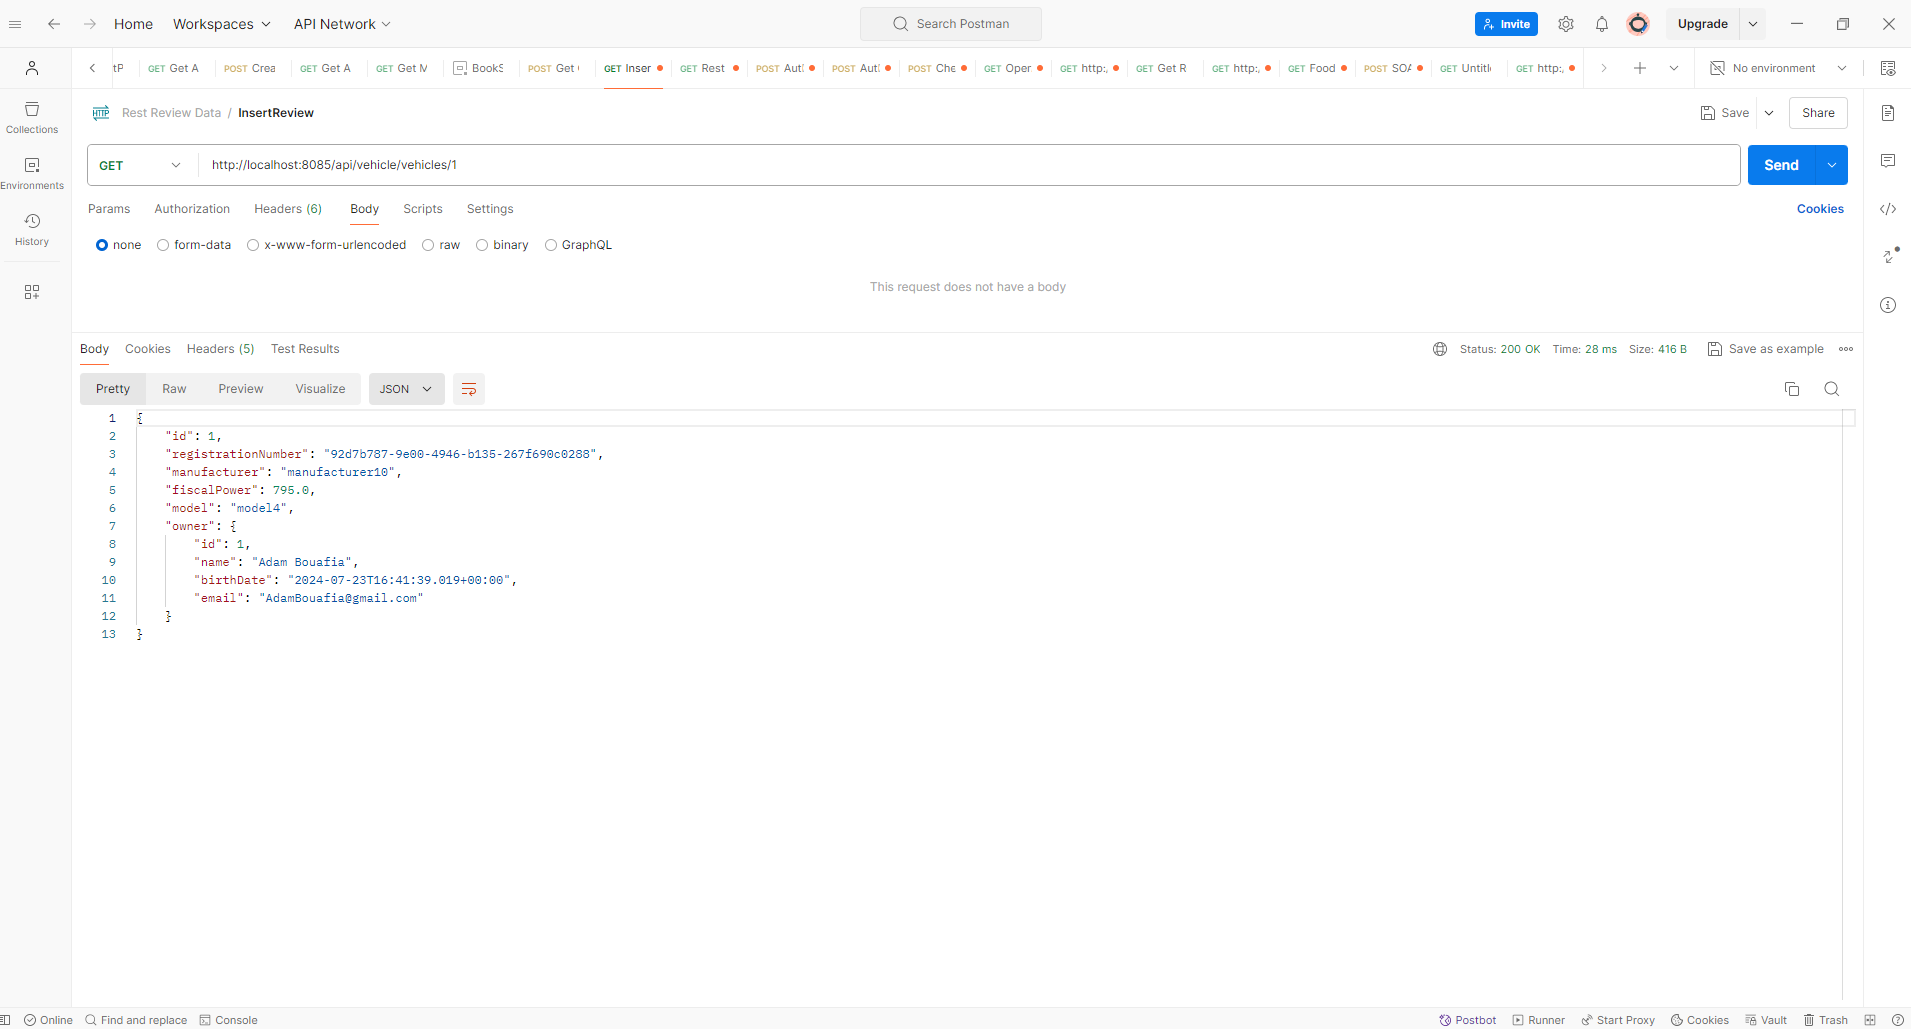 Home Workspaces API Network Search Postman Invite Upgrade
GET Get A POST Crea GET Get A GET Get M BookS POST Get GET Inser GET Rest POST Aut POST Aut POST Che GET Oper GET http:, GET Get R GET http:, GET Food POST SO GET Untitl GET http:, No environment
Rest Review Data / InsertReview Save Share
Collections
GET http://localhost:8085/api/vehicle/vehicles/1 Send
Environments
Params Authorization Headers (6) Body Scripts Settings Cookies
History
none form-data x-www-form-urlencoded raw binary GraphQL
This request does not have a body
Body Cookies Headers (5) Test Results Status: 200 OK Time: 28 ms Size: 416 B Save as example
Pretty Raw Preview Visualize JSON
1 {
2 "id": 1,
3 "registrationNumber": "92d7b787-9e00-4946-b135-267f690c0288",
4 "manufacturer": "manufacturer10",
5 "fiscalPower": 795.0,
6 "model": "model4",
7 "owner": {
8 "id": 1,
9 "name": "Adam Bouafia",
10 "birthDate": "2024-07-23T16:41:39.019+00:00",
11 "email": "AdamBouafia@gmail.com"
12 }
13 }
Online Find and replace Console Postbot Runner Start Proxy Cookies Vault Trash